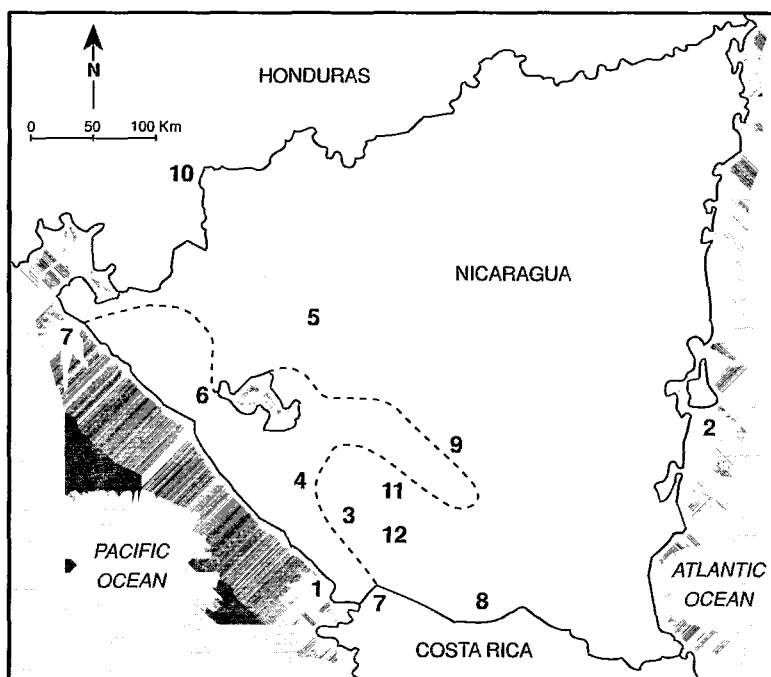 N
HONDURAS
0 50 100 Km
10
NICARAGUA
5
7
6
2
9
4
11
3
12
PACIFIC
OCEAN
ATLANTIC
OCEAN
1
7
8
COSTA RICA